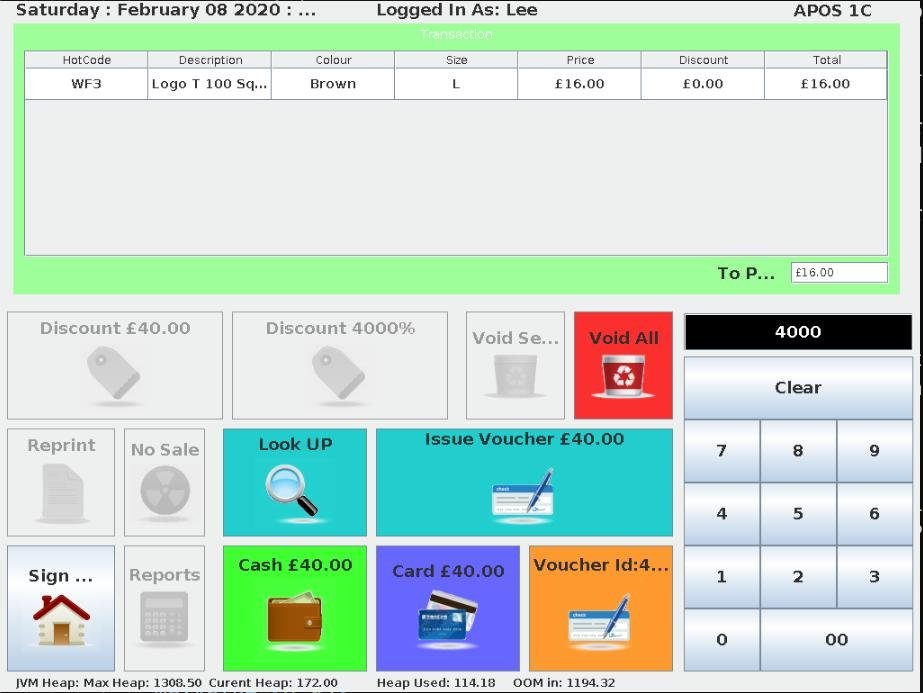 Saturday : February 08 2020 : ...
Logged In As: Lee
APOS 1C
Transaction
HotCode Description Colour Size Price Discount Total
WF3 Logo T 100 Sq... Brown L £16.00 £0.00 £16.00
To P... £16.00
Discount £40.00
Discount 4000%
Void Se...
Void All
4000
Clear
Reprint
No Sale
Look UP
Issue Voucher £40.00
7 8 9
4 5 6
Sign ...
Reports
Cash £40.00
Card £40.00
Voucher Id:4...
1 2 3
0 00
JVM Heap: Max Heap: 1308.50 Curent Heap: 172.00 Heap Used: 114.18 OOM in: 1194.32